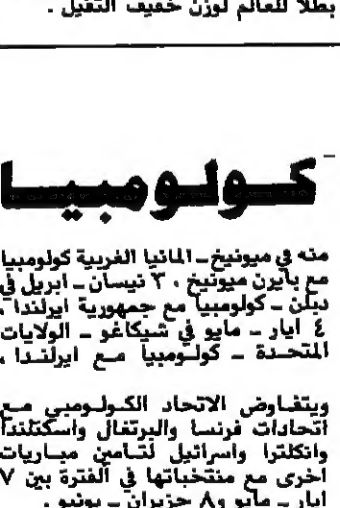 بطلا للعالم لوزن خفيف الثقيل .
كولومبيا
منه في ميونيخ ـ المانيا الغربية كولومبيا
مع بايرن ميونيخ ، ٣ نيسان ـ ابريل في
دبلن ـ كولومبيا مع جمهورية ايرلندا ،
٤ ايار ـ مايو في شيكاغو ـ الولايات
المتحدة ـ كولومبيا مع ايرلندا ،
ويتفاوض الاتحاد الكولومبي مع
اتحادات فرنسا والبرتغال واسكتلندا
وانكلترا واسرائيل لتأمين مباريات
اخرى مع منتخباتها في الفترة بين ٧
ايار ـ مايو و٨ حزيران ـ يونيو .